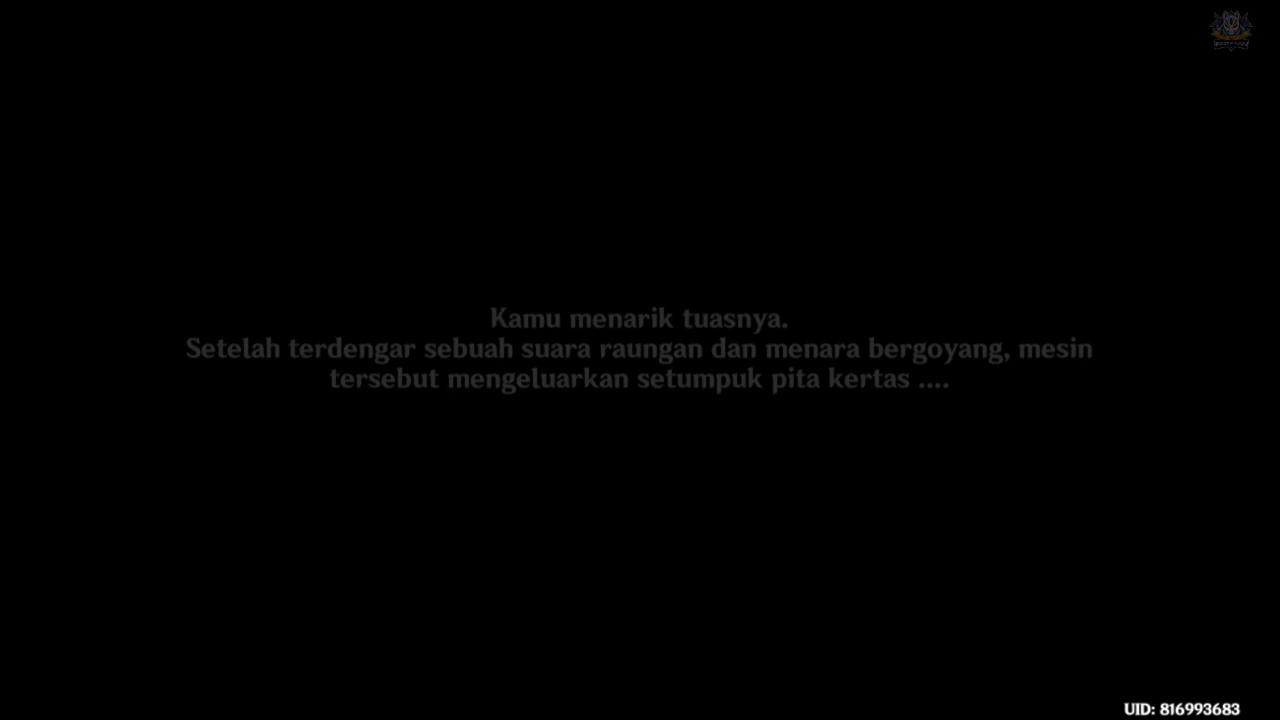 Kamu menarik tuasnya.
Setelah terdengar sebuah suara raungan dan menara bergoyang, mesin
tersebut mengeluarkan setumpuk pita kertas ....
UID: 816993683